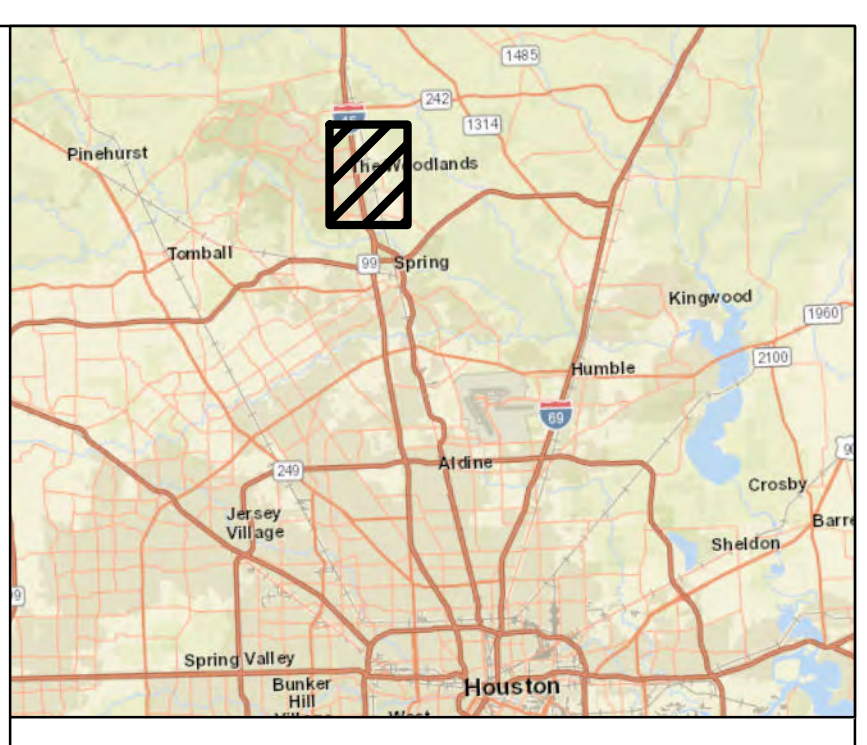 1485
242
1314
Pinehurst
The Woodlands
Tomball
99
Spring
Kingwood
1960
2100
Humble
69
249
Aldine
Crosby
Jersey
Village
Sheldon
Spring Valley
Bunker
Hill
Houston